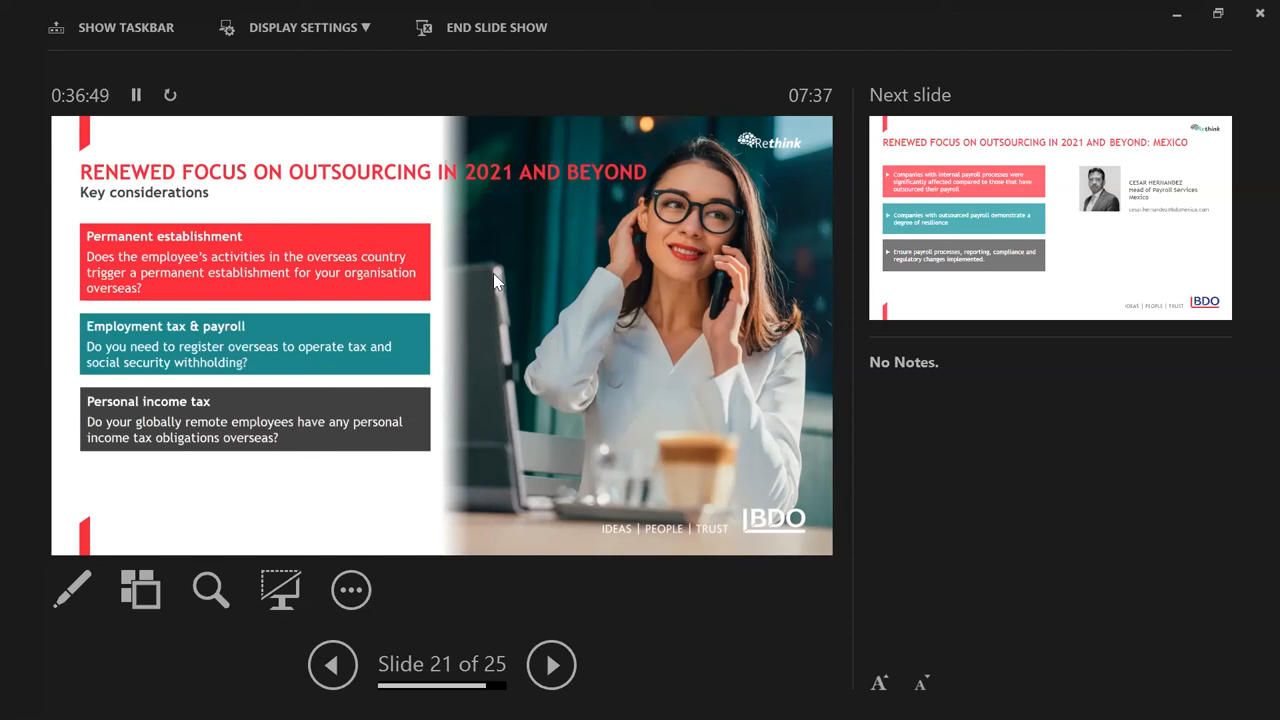 SHOW TASKBAR
DISPLAY SETTINGS ▼
END SLIDE SHOW
0:36:49
07:37
Next slide
Rethink
RENEWED FOCUS ON OUTSOURCING IN 2021 AND BEYOND
Key considerations
Permanent establishment
Does the employee's activities in the overseas country
trigger a permanent establishment for your organisation
overseas?
Employment tax & payroll
Do you need to register overseas to operate tax and
social security withholding?
Personal income tax
Do your globally remote employees have any personal
income tax obligations overseas?
IDEAS | PEOPLE | TRUST
BDO
Rethink
RENEWED FOCUS ON OUTSOURCING IN 2021 AND BEYOND: MEXICO
Companies with internal payroll processes were
significantly affected compared to those that have
outsourced their payroll
Companies with outsourced payroll demonstrate a
degree of resilience
Ensure payroll processes, reporting, compliance and
regulatory changes implemented.
CESAR HERNANDEZ
Head of Payroll Services
Mexico
IDEAS | PEOPLE | TRUST
BDO
No Notes.
Slide 21 of 25
A A